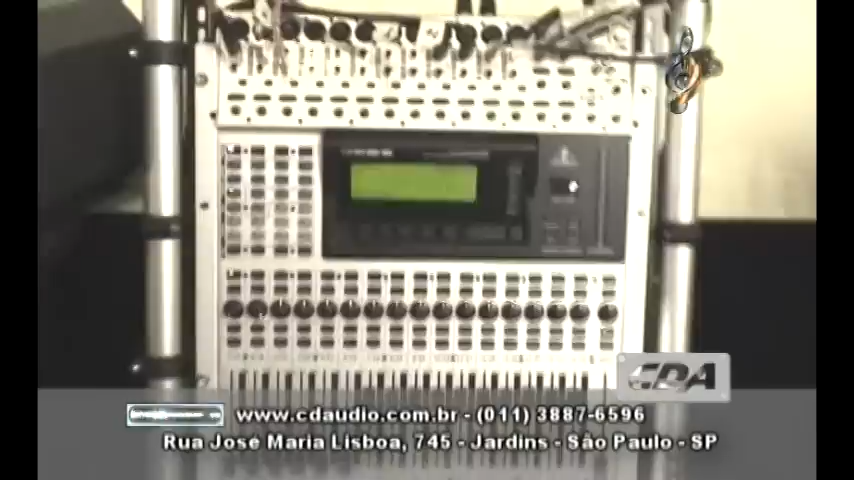 CDA
www.cdaudio.com.br - (011) 3887-6596
Rua José Maria Lisboa, 745 - Jardins - São Paulo - SP